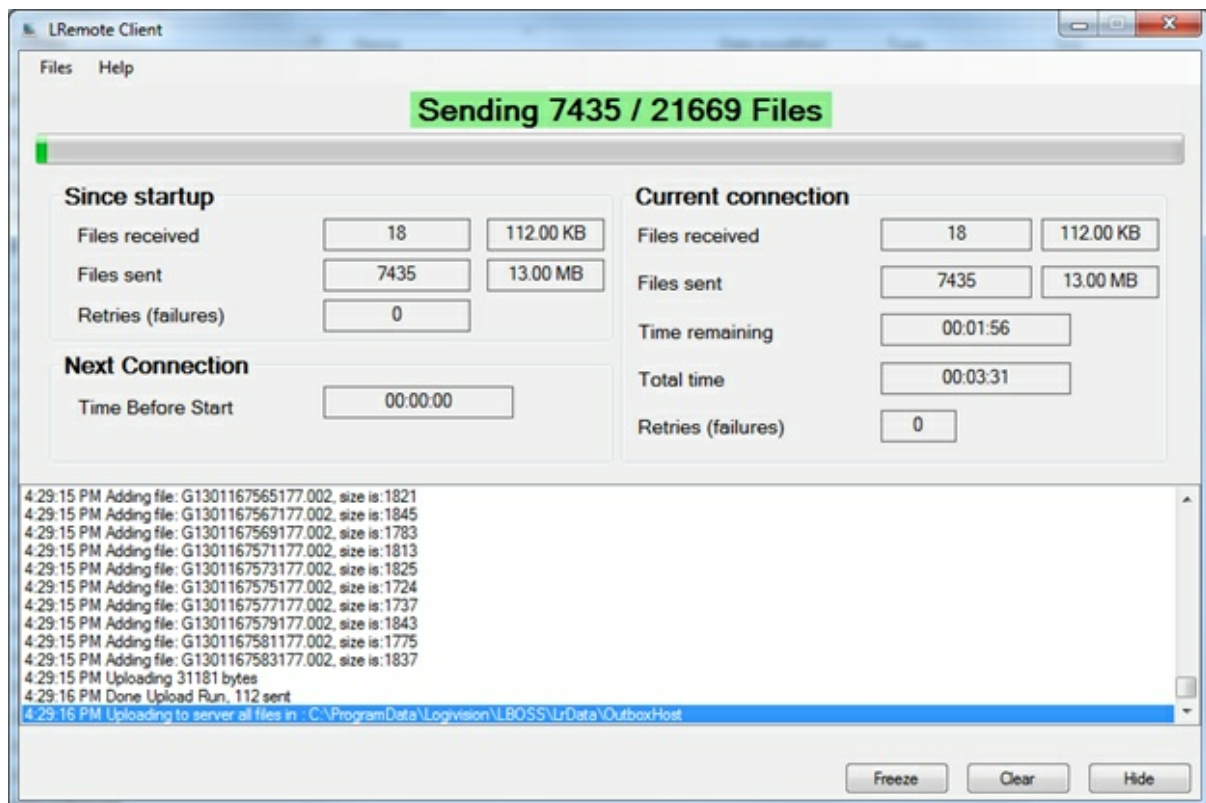 LRemote Client
Files Help
Sending 7435 / 21669 Files
Since startup
Files received 18 112.00 KB
Files sent 7435 13.00 MB
Retries (failures) 0
Next Connection
Time Before Start 00:00:00
Current connection
Files received 18 112.00 KB
Files sent 7435 13.00 MB
Time remaining 00:01:56
Total time 00:03:31
Retries (failures) 0
4:29:15 PM Adding file: G1301167565177.002, size is:1821
4:29:15 PM Adding file: G1301167567177.002, size is:1845
4:29:15 PM Adding file: G1301167569177.002, size is:1783
4:29:15 PM Adding file: G1301167571177.002, size is:1813
4:29:15 PM Adding file: G1301167573177.002, size is:1825
4:29:15 PM Adding file: G1301167575177.002, size is:1724
4:29:15 PM Adding file: G1301167577177.002, size is:1737
4:29:15 PM Adding file: G1301167579177.002, size is:1843
4:29:15 PM Adding file: G1301167581177.002, size is:1775
4:29:15 PM Adding file: G1301167583177.002, size is:1837
4:29:15 PM Uploading 31181 bytes
4:29:16 PM Done Upload Run, 112 sent
4:29:16 PM Uploading to server all files in : C:\ProgramData\Logivision\LBOSS\LrData\OutboxHost
Freeze Clear Hide